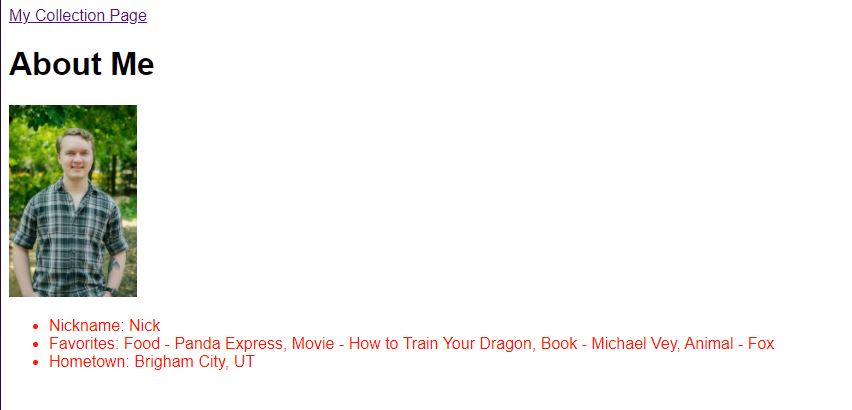 My Collection Page
About Me
Nickname: Nick
Favorites: Food - Panda Express, Movie - How to Train Your Dragon, Book - Michael Vey, Animal - Fox
Hometown: Brigham City, UT